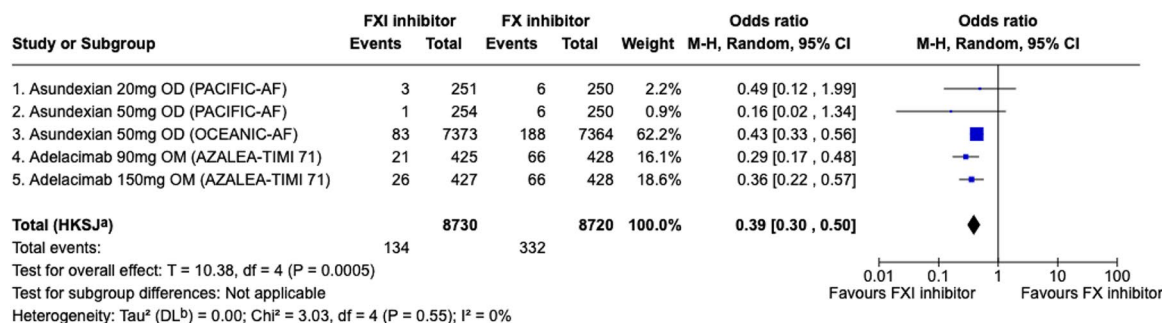 FXI inhibitor FX inhibitor Odds ratio Odds ratio
Study or Subgroup Events Total Events Total Weight M-H, Random, 95% CI M-H, Random, 95% CI
1. Asundexian 20mg OD (PACIFIC-AF) 3 251 6 250 2.2% 0.49 [0.12 , 1.99]
2. Asundexian 50mg OD (PACIFIC-AF) 1 254 6 250 0.9% 0.16 [0.02 , 1.34]
3. Asundexian 50mg OD (OCEANIC-AF) 83 7373 188 7364 62.2% 0.43 [0.33 , 0.56]
4. Adelacimab 90mg OM (AZALEA-TIMI 71) 21 425 66 428 16.1% 0.29 [0.17 , 0.48]
5. Adelacimab 150mg OM (AZALEA-TIMI 71) 26 427 66 428 18.6% 0.36 [0.22 , 0.57]
Total (HKSJᵃ) 8730 8720 100.0% 0.39 [0.30 , 0.50]
Total events: 134 332
Test for overall effect: T = 10.38, df = 4 (P = 0.0005) 0.01 0.1 1 10 100
Test for subgroup differences: Not applicable Favours FXI inhibitor Favours FX inhibitor
Heterogeneity: Tau² (DLᵇ) = 0.00; Chi² = 3.03, df = 4 (P = 0.55); I² = 0%